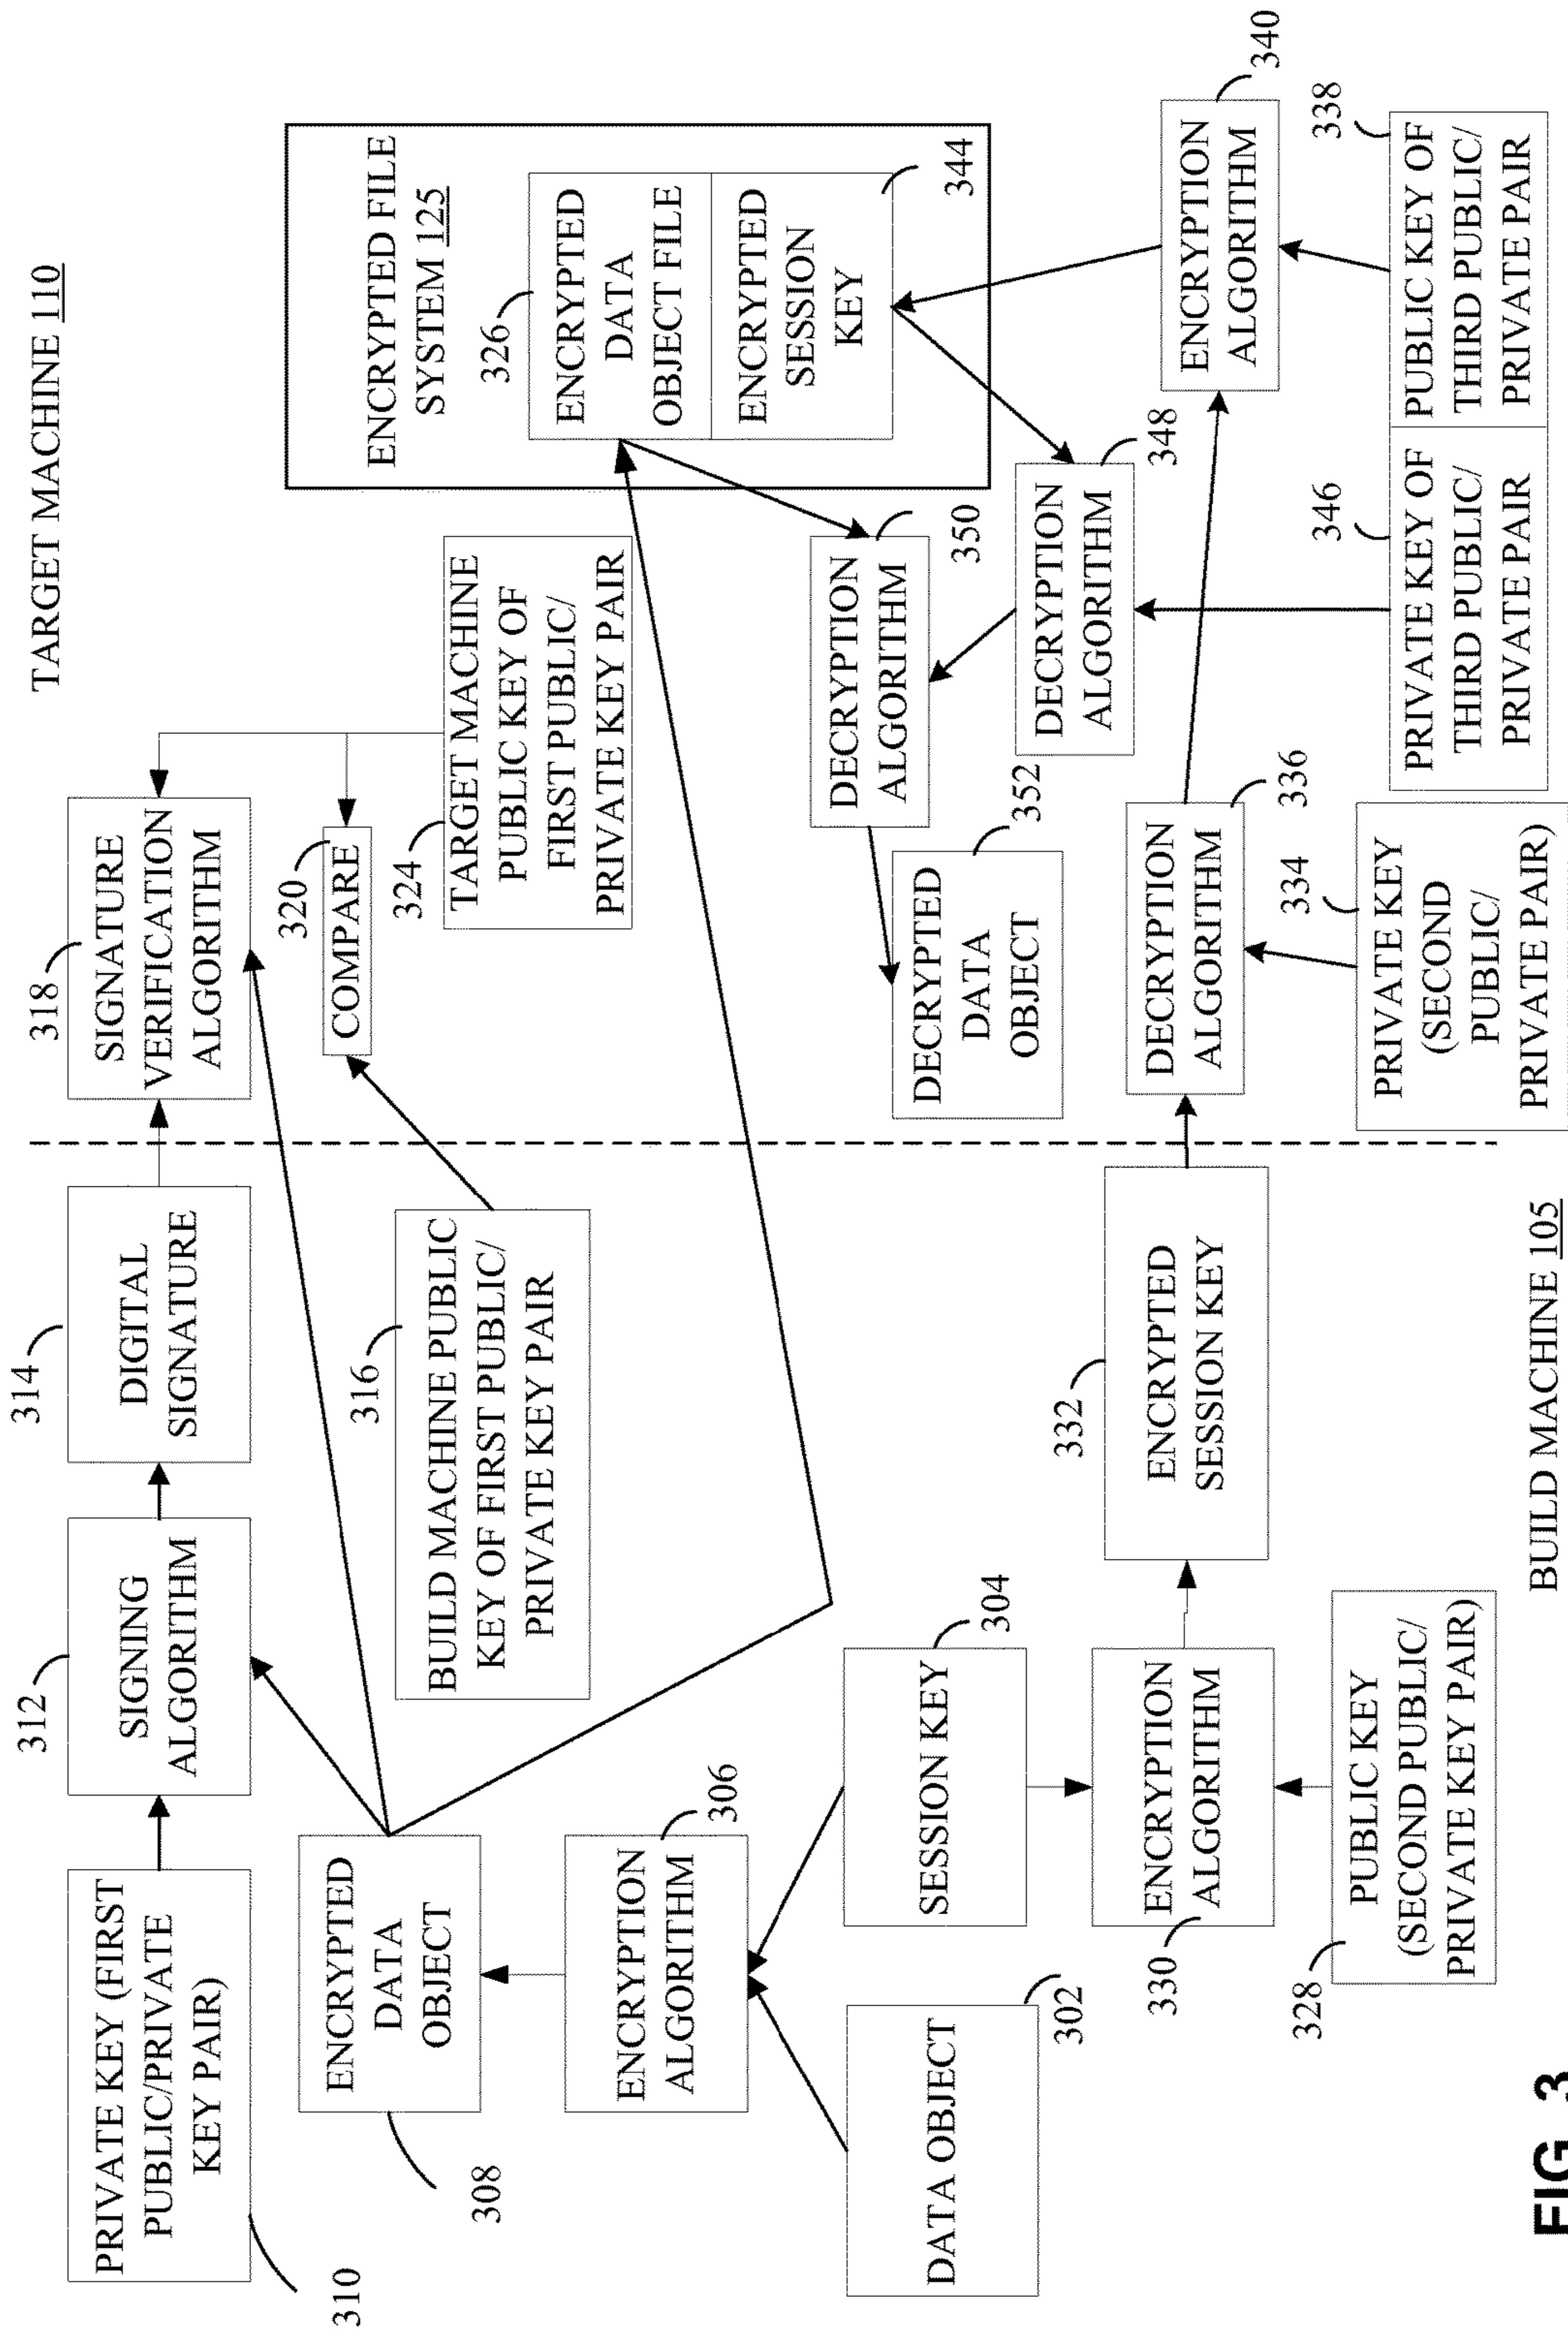 TARGET MACHINE 110
310
PRIVATE KEY (FIRST
PUBLIC/PRIVATE
KEY PAIR)
312
SIGNING
ALGORITHM
314
DIGITAL
SIGNATURE
318
SIGNATURE
VERIFICATION
ALGORITHM
320
COMPARE
308
ENCRYPTED
DATA
OBJECT
316
BUILD MACHINE PUBLIC
KEY OF FIRST PUBLIC/
PRIVATE KEY PAIR
324
TARGET MACHINE
PUBLIC KEY OF
FIRST PUBLIC/
PRIVATE KEY PAIR
ENCRYPTED FILE
SYSTEM 125
326
ENCRYPTED
DATA
OBJECT FILE
ENCRYPTED
SESSION
KEY
344
306
ENCRYPTION
ALGORITHM
302
DATA OBJECT
304
SESSION KEY
330
ENCRYPTION
ALGORITHM
328
PUBLIC KEY
(SECOND PUBLIC/
PRIVATE KEY PAIR)
332
ENCRYPTED
SESSION KEY
350
DECRYPTION
ALGORITHM
352
DECRYPTED
DATA
OBJECT
348
DECRYPTION
ALGORITHM
336
DECRYPTION
ALGORITHM
334
PRIVATE KEY
(SECOND
PUBLIC/
PRIVATE PAIR)
340
ENCRYPTION
ALGORITHM
346
PRIVATE KEY OF
THIRD PUBLIC/
PRIVATE PAIR
338
PUBLIC KEY OF
THIRD PUBLIC/
PRIVATE PAIR
BUILD MACHINE 105
FIG. 3